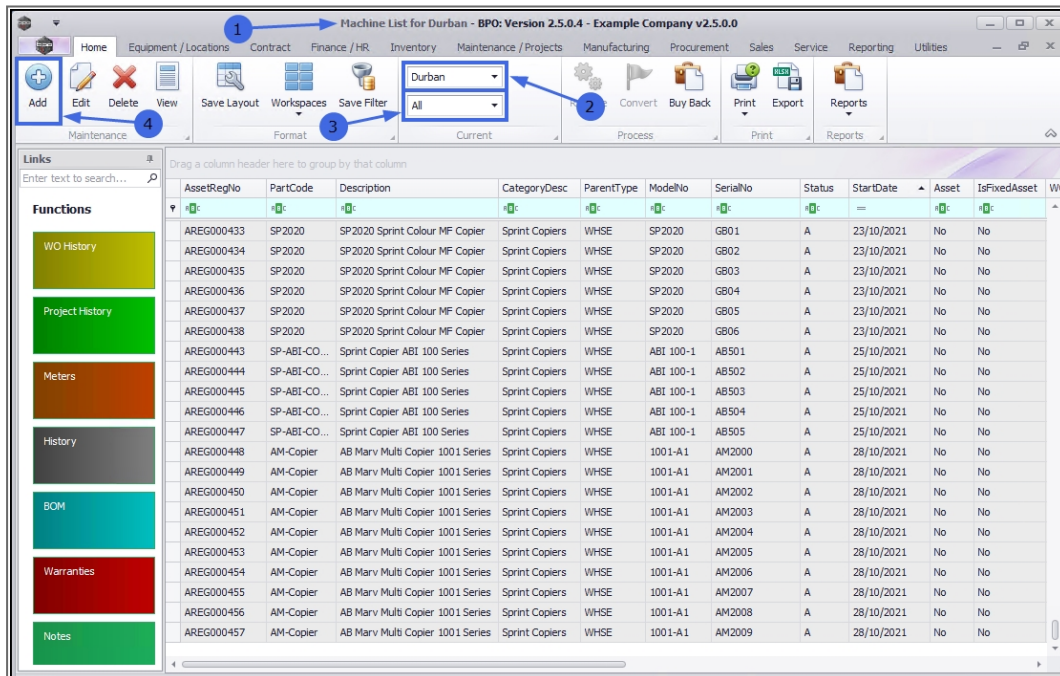 1
Machine List for Durban - BPO: Version 2.5.0.4 - Example Company v2.5.0.0
Home Equipment / Locations Contract Finance / HR Inventory Maintenance / Projects Manufacturing Procurement Sales Service Reporting Utilities
Durban
All
2
3
4
Add Edit Delete View Save Layout Workspaces Save Filter Convert Buy Back Print Export Reports
XLSX
Maintenance Format Current Process Print Reports
Links
Enter text to search...
Functions
WO History
Project History
Meters
History
BOM
Warranties
Notes
Drag a column header here to group by that column
AssetRegNo PartCode Description CategoryDesc ParentType ModelNo SerialNo Status StartDate Asset IsFixedAsset
AREG000433 SP2020 SP2020 Sprint Colour MF Copier Sprint Copiers WHSE SP2020 GB01 A 23/10/2021 No No
AREG000434 SP2020 SP2020 Sprint Colour MF Copier Sprint Copiers WHSE SP2020 GB02 A 23/10/2021 No No
AREG000435 SP2020 SP2020 Sprint Colour MF Copier Sprint Copiers WHSE SP2020 GB03 A 23/10/2021 No No
AREG000436 SP2020 SP2020 Sprint Colour MF Copier Sprint Copiers WHSE SP2020 GB04 A 23/10/2021 No No
AREG000437 SP2020 SP2020 Sprint Colour MF Copier Sprint Copiers WHSE SP2020 GB05 A 23/10/2021 No No
AREG000438 SP2020 SP2020 Sprint Colour MF Copier Sprint Copiers WHSE SP2020 GB06 A 23/10/2021 No No
AREG000443 SP-ABI-CO... Sprint Copier ABI 100 Series Sprint Copiers WHSE ABI 100-1 AB501 A 25/10/2021 No No
AREG000444 SP-ABI-CO... Sprint Copier ABI 100 Series Sprint Copiers WHSE ABI 100-1 AB502 A 25/10/2021 No No
AREG000445 SP-ABI-CO... Sprint Copier ABI 100 Series Sprint Copiers WHSE ABI 100-1 AB503 A 25/10/2021 No No
AREG000446 SP-ABI-CO... Sprint Copier ABI 100 Series Sprint Copiers WHSE ABI 100-1 AB504 A 25/10/2021 No No
AREG000447 SP-ABI-CO... Sprint Copier ABI 100 Series Sprint Copiers WHSE ABI 100-1 AB505 A 25/10/2021 No No
AREG000448 AM-Copier AB Marv Multi Copier 1001 Series Sprint Copiers WHSE 1001-A1 AM2000 A 28/10/2021 No No
AREG000449 AM-Copier AB Marv Multi Copier 1001 Series Sprint Copiers WHSE 1001-A1 AM2001 A 28/10/2021 No No
AREG000450 AM-Copier AB Marv Multi Copier 1001 Series Sprint Copiers WHSE 1001-A1 AM2002 A 28/10/2021 No No
AREG000451 AM-Copier AB Marv Multi Copier 1001 Series Sprint Copiers WHSE 1001-A1 AM2003 A 28/10/2021 No No
AREG000452 AM-Copier AB Marv Multi Copier 1001 Series Sprint Copiers WHSE 1001-A1 AM2004 A 28/10/2021 No No
AREG000453 AM-Copier AB Marv Multi Copier 1001 Series Sprint Copiers WHSE 1001-A1 AM2005 A 28/10/2021 No No
AREG000454 AM-Copier AB Marv Multi Copier 1001 Series Sprint Copiers WHSE 1001-A1 AM2006 A 28/10/2021 No No
AREG000455 AM-Copier AB Marv Multi Copier 1001 Series Sprint Copiers WHSE 1001-A1 AM2007 A 28/10/2021 No No
AREG000456 AM-Copier AB Marv Multi Copier 1001 Series Sprint Copiers WHSE 1001-A1 AM2008 A 28/10/2021 No No
AREG000457 AM-Copier AB Marv Multi Copier 1001 Series Sprint Copiers WHSE 1001-A1 AM2009 A 28/10/2021 No No